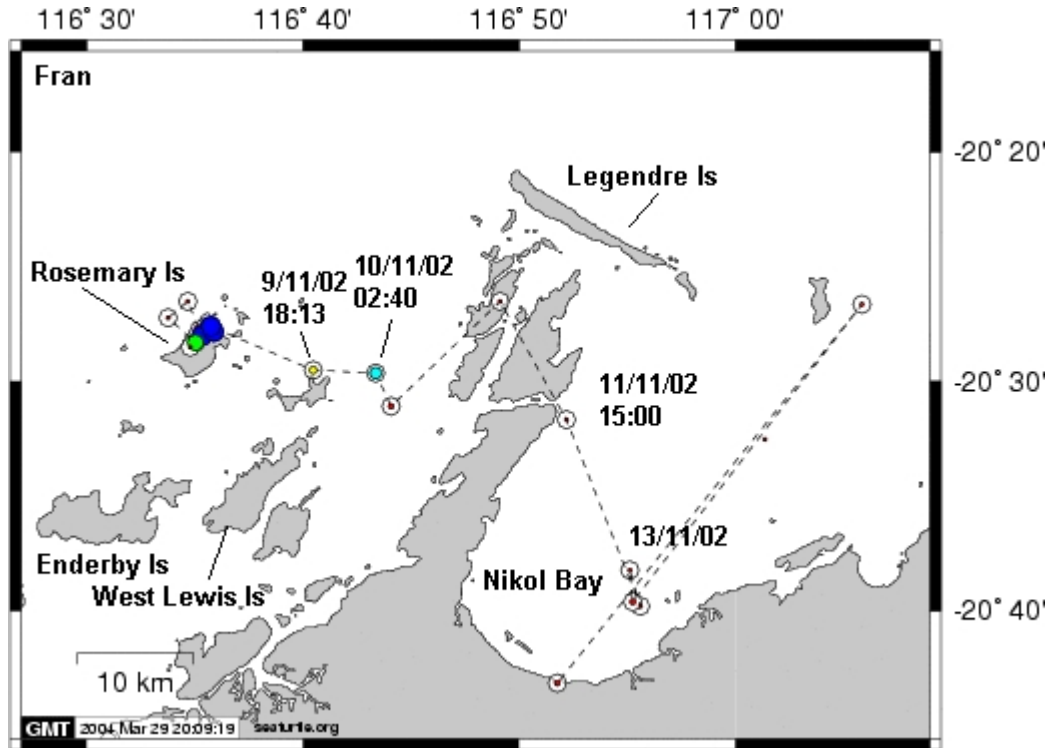 116° 30' 116° 40' 116° 50' 117° 00'
Fran
-20° 20'
Legendre Is
Rosemary Is
9/11/02
18:13
10/11/02
02:40
-20° 30'
11/11/02
15:00
13/11/02
Enderby Is
Nikol Bay
West Lewis Is
-20° 40'
10 km
GMT 2004 Mar 29 20:09:19 seaturtle.org